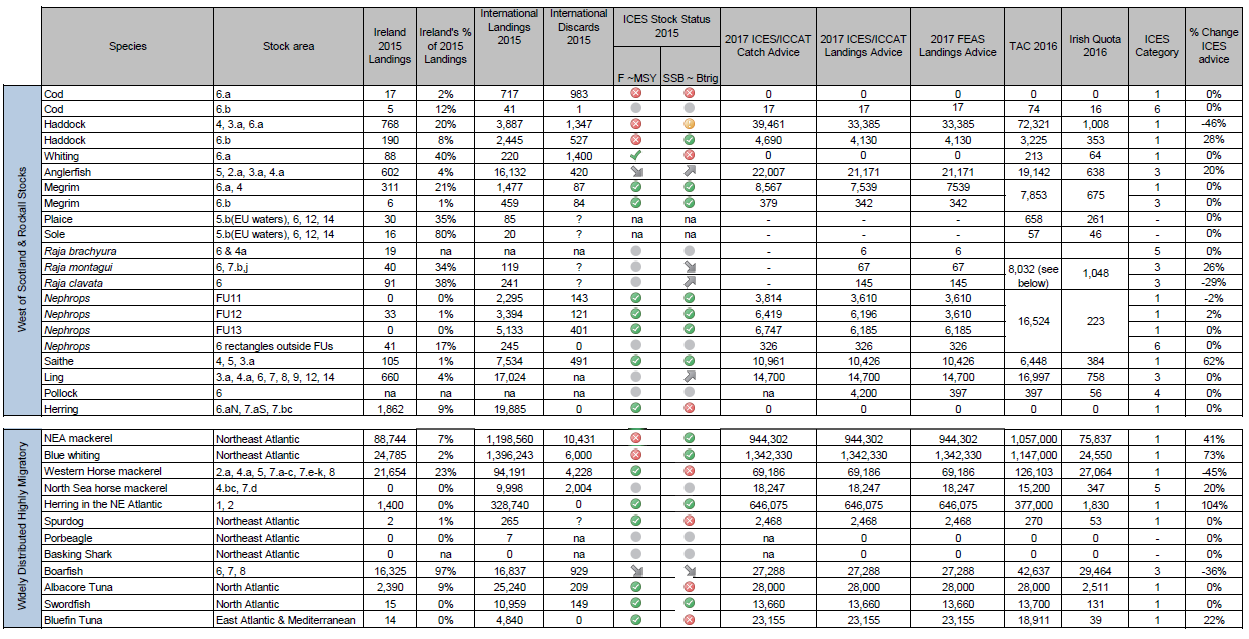 Species Stock area Ireland 2015 Landings Ireland's % of 2015 Landings International Landings 2015 International Discards 2015 ICES Stock Status 2015 2017 ICES/ICCAT Catch Advice 2017 ICES/ICCAT Landings Advice 2017 FEAS Landings Advice TAC 2016 Irish Quota 2016 ICES Category % Change ICES advice
F ~MSY SSB ~ Btrig
West of Scotland & Rockall Stocks
Cod 6.a 17 2% 717 983 0 0 0 0 0 1 0%
Cod 6.b 5 12% 41 1 17 17 17 74 16 6 0%
Haddock 4, 3.a, 6.a 768 20% 3,887 1,347 39,461 33,385 33,385 72,321 1,008 1 -46%
Haddock 6.b 190 8% 2,445 527 4,690 4,130 4,130 3,225 353 1 28%
Whiting 6.a 88 40% 220 1,400 0 0 0 213 64 1 0%
Anglerfish 5, 2.a, 3.a, 4.a 602 4% 16,132 420 22,007 21,171 21,171 19,142 638 3 20%
Megrim 6.a, 4 311 21% 1,477 87 8,567 7,539 7539 7,853 675 1 0%
Megrim 6.b 6 1% 459 84 379 342 342 3 0%
Plaice 5.b(EU waters), 6, 12, 14 30 35% 85 ? na na - - - 658 261 - 0%
Sole 5.b(EU waters), 6, 12, 14 16 80% 20 ? na na - - - 57 46 - 0%
Raja brachyura 6 & 4a 19 na na na - 6 6 5 0%
Raja montagui 6, 7.b,j 40 34% 119 ? - 67 67 8,032 (see below) 1,048 3 26%
Raja clavata 6 91 38% 241 ? - 145 145 3 -29%
Nephrops FU11 0 0% 2,295 143 3,814 3,610 3,610 1 -2%
Nephrops FU12 33 1% 3,394 121 6,419 6,196 3,610 16,524 223 1 2%
Nephrops FU13 0 0% 5,133 401 6,747 6,185 6,185 1 0%
Nephrops 6 rectangles outside FUs 41 17% 245 0 326 326 326 6 0%
Saithe 4, 5, 3.a 105 1% 7,534 491 10,961 10,426 10,426 6,448 384 1 62%
Ling 3.a, 4.a, 6, 7, 8, 9, 12, 14 660 4% 17,024 na 14,700 14,700 14,700 16,997 758 3 0%
Pollock 6 na na na na na 4,200 397 397 56 4 0%
Herring 6.aN, 7.aS, 7.bc 1,862 9% 19,885 0 0 0 0 0 0 1 0%
Widely Distributed Highly Migratory
NEA mackerel Northeast Atlantic 88,744 7% 1,198,560 10,431 944,302 944,302 944,302 1,057,000 75,837 1 41%
Blue whiting Northeast Atlantic 24,785 2% 1,396,243 6,000 1,342,330 1,342,330 1,342,330 1,147,000 24,550 1 73%
Western Horse mackerel 2.a, 4.a, 5, 7.a-c, 7.e-k, 8 21,654 23% 94,191 4,228 69,186 69,186 69,186 126,103 27,064 1 -45%
North Sea horse mackerel 4.bc, 7.d 0 0% 9,998 2,004 18,247 18,247 18,247 15,200 347 5 20%
Herring in the NE Atlantic 1, 2 1,400 0% 328,740 0 646,075 646,075 646,075 377,000 1,830 1 104%
Spurdog Northeast Atlantic 2 1% 265 ? 2,468 2,468 2,468 270 53 1 0%
Porbeagle Northeast Atlantic 0 0% 7 na na 0 0 0 0 - 0%
Basking Shark Northeast Atlantic 0 na 0 na na 0 0 0 0 - 0%
Boarfish 6, 7, 8 16,325 97% 16,837 929 27,288 27,288 27,288 42,637 29,464 3 -36%
Albacore Tuna North Atlantic 2,390 9% 25,240 209 28,000 28,000 28,000 28,000 2,511 1 0%
Swordfish North Atlantic 15 0% 10,959 149 13,660 13,660 13,660 13,700 131 1 0%
Bluefin Tuna East Atlantic & Mediterranean 14 0% 4,840 0 23,155 23,155 23,155 18,911 39 1 22%